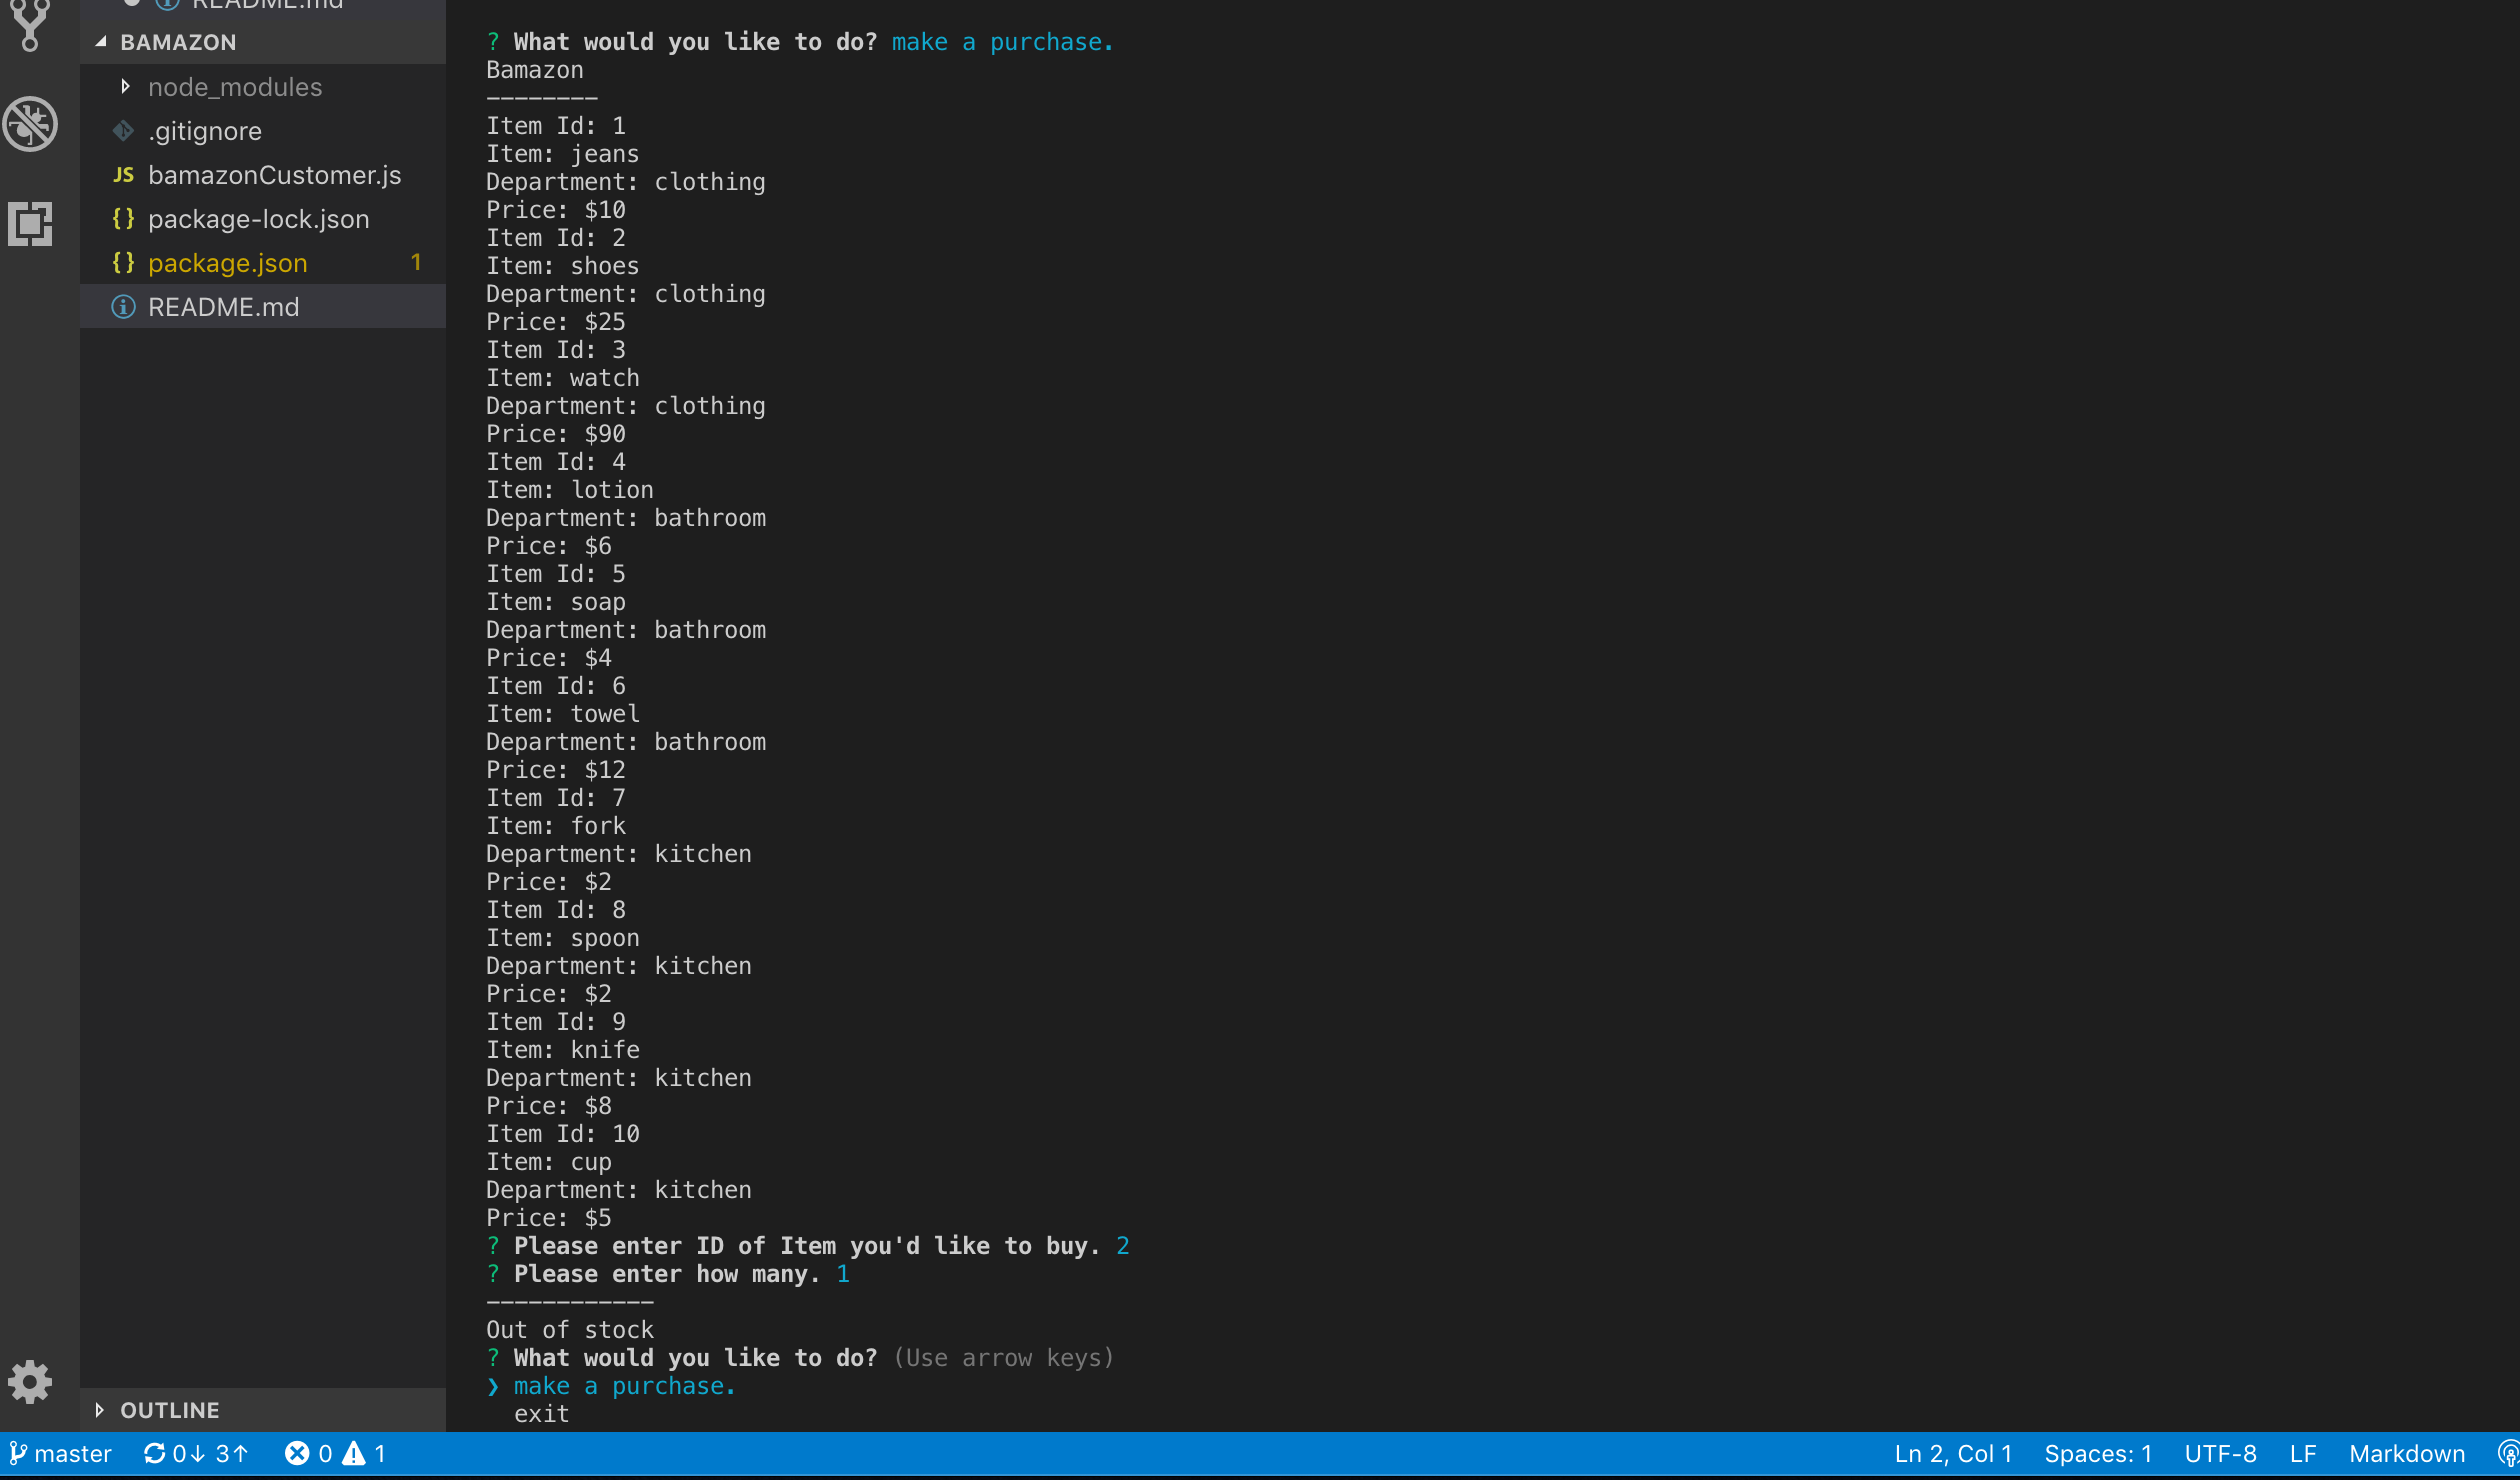 README.md
BAMAZON
node_modules
.gitignore
JS bamazonCustomer.js
{} package-lock.json
{} package.json 1
README.md
OUTLINE
? What would you like to do? make a purchase.
Bamazon
--------
Item Id: 1
Item: jeans
Department: clothing
Price: $10
Item Id: 2
Item: shoes
Department: clothing
Price: $25
Item Id: 3
Item: watch
Department: clothing
Price: $90
Item Id: 4
Item: lotion
Department: bathroom
Price: $6
Item Id: 5
Item: soap
Department: bathroom
Price: $4
Item Id: 6
Item: towel
Department: bathroom
Price: $12
Item Id: 7
Item: fork
Department: kitchen
Price: $2
Item Id: 8
Item: spoon
Department: kitchen
Price: $2
Item Id: 9
Item: knife
Department: kitchen
Price: $8
Item Id: 10
Item: cup
Department: kitchen
Price: $5
? Please enter ID of Item you'd like to buy. 2
? Please enter how many. 1
------------
Out of stock
? What would you like to do? (Use arrow keys)
❯ make a purchase.
exit
master 0↓ 3↑ 0 1 Ln 2, Col 1 Spaces: 1 UTF-8 LF Markdown